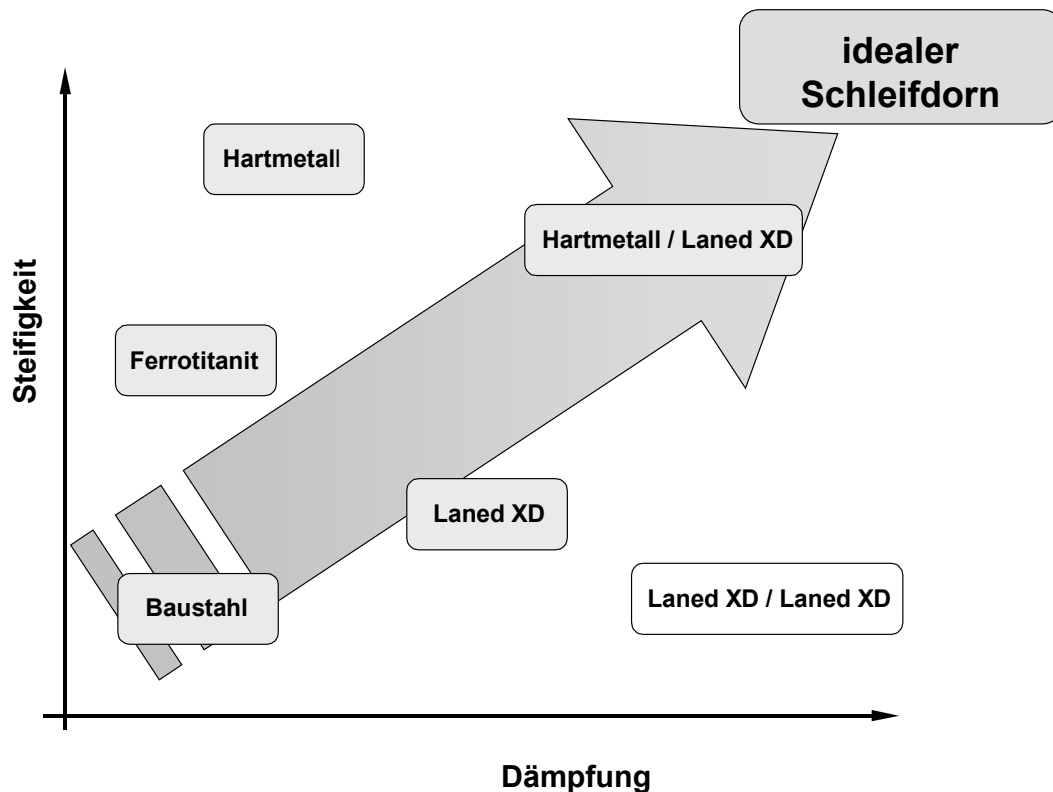 idealer
Schleifdorn
Hartmetall
Hartmetall / Laned XD
Steifigkeit
Ferrotitanit
Laned XD
Baustahl
Laned XD / Laned XD
Dämpfung